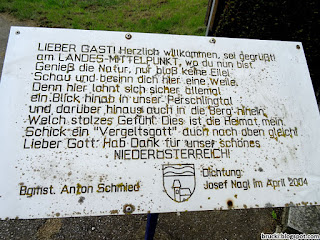 LIEBER GAST! Herzlich willkommen, sei gegrüßt!
am LANDES-MITTELPUNKT, wo du nun bist.
Genieß die Natur, nur bloß keine Eile!
Schau und besinn dich hier eine Weile.
Denn hier lohnt sich sicher allemal
ein Blick hinab in unser Perschlingtal
und darüber hinaus auch in die Berg hinein.
Welch stolzes Gefühl: Dies ist die Heimat mein.
Schick ein "Vergeltsgott" auch nach oben gleich!
Lieber Gott: Hab Dank für unser schönes
NIEDERÖSTERREICH!
Bgmst. Anton Schmied
Dichtung:
Josef Nagl im April 2004
brucki.blogspot.com